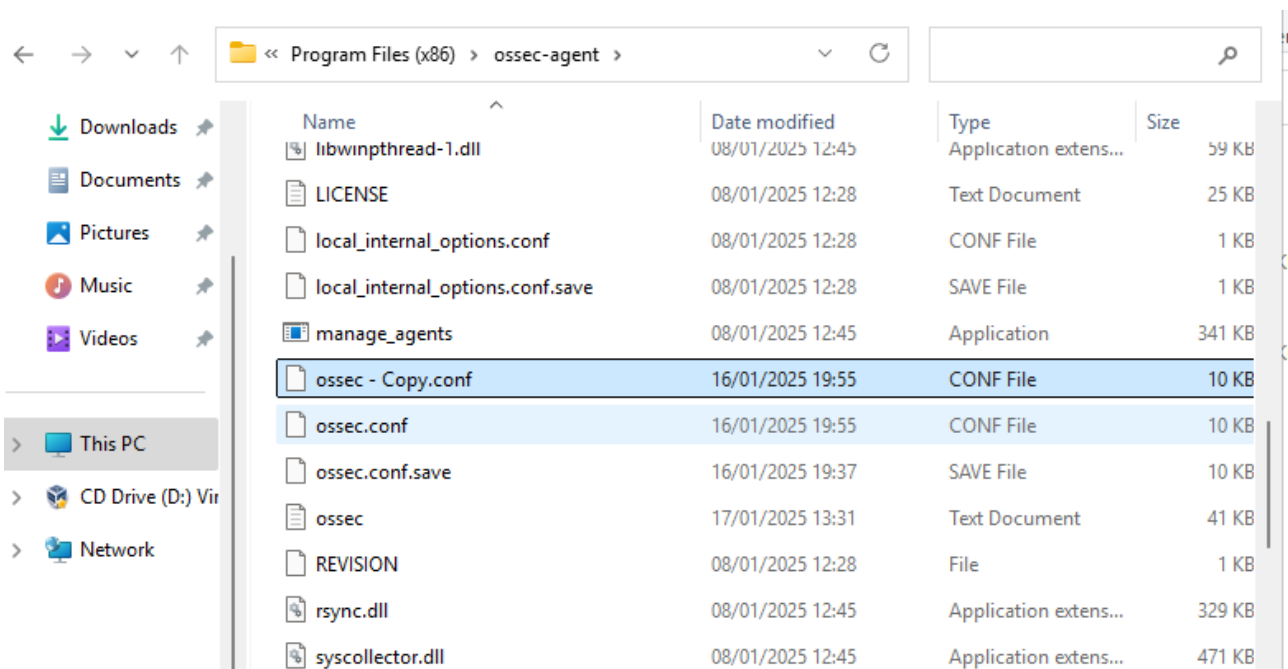 « Program Files (x86) > ossec-agent >
Downloads
Documents
Pictures
Music
Videos
This PC
CD Drive (D:) Vir
Network
Name Date modified Type Size
libwinpthread-1.dll 08/01/2025 12:45 Application extens... 59 KB
LICENSE 08/01/2025 12:28 Text Document 25 KB
local_internal_options.conf 08/01/2025 12:28 CONF File 1 KB
local_internal_options.conf.save 08/01/2025 12:28 SAVE File 1 KB
manage_agents 08/01/2025 12:45 Application 341 KB
ossec - Copy.conf 16/01/2025 19:55 CONF File 10 KB
ossec.conf 16/01/2025 19:55 CONF File 10 KB
ossec.conf.save 16/01/2025 19:37 SAVE File 10 KB
ossec 17/01/2025 13:31 Text Document 41 KB
REVISION 08/01/2025 12:28 File 1 KB
rsync.dll 08/01/2025 12:45 Application extens... 329 KB
syscollector.dll 08/01/2025 12:45 Application extens... 471 KB